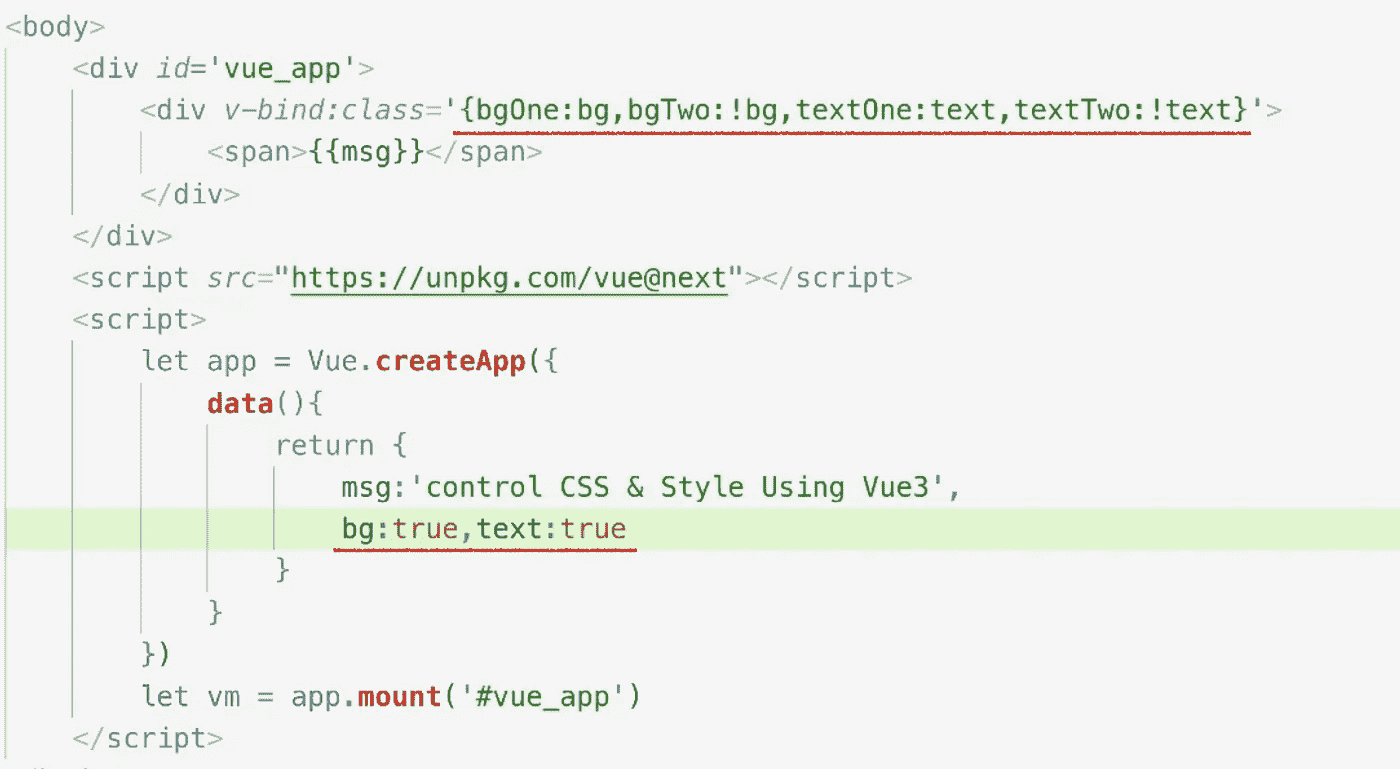 <body>
<div id='vue_app'>
<div v-bind:class='{bgOne:bg,bgTwo:!bg,textOne:text,textTwo:!text}'>
<span>{{msg}}</span>
</div>
</div>
<script src="https://unpkg.com/vue@next"></script>
<script>
let app = Vue.createApp({
data(){
return {
msg:'control CSS & Style Using Vue3',
bg:true,text:true
}
}
})
let vm = app.mount('#vue_app')
</script>